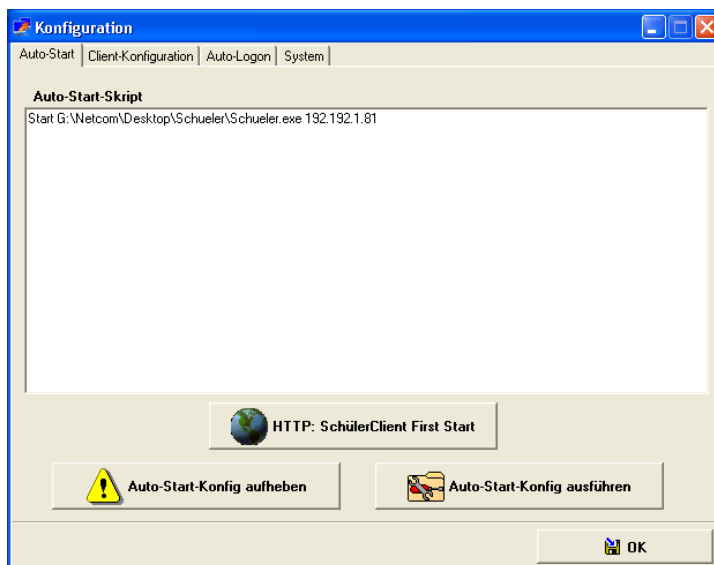 Konfiguration
Auto-Start Client-Konfiguration Auto-Logon System
Auto-Start-Skript
Start G:\Netcom\Desktop\Schueler\Schueler.exe 192.192.1.81
HTTP: SchülerClient First Start
Auto-Start-Konfig aufheben
Auto-Start-Konfig ausführen
OK